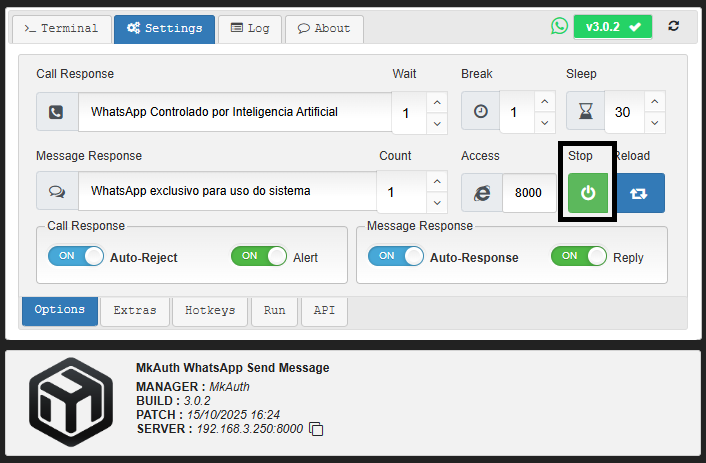 >_ Terminal Settings Log About v3.0.2
Call Response Wait Break Sleep
WhatsApp Controlado por Inteligencia Artificial 1 1 30
Message Response Count Access Stop Reload
WhatsApp exclusivo para uso do sistema 1 8000
Call Response Message Response
ON Auto-Reject ON Alert ON Auto-Response ON Reply
Options Extras Hotkeys Run API
MkAuth WhatsApp Send Message
MANAGER : MkAuth
BUILD : 3.0.2
PATCH : 15/10/2025 16:24
SERVER : 192.168.3.250:8000